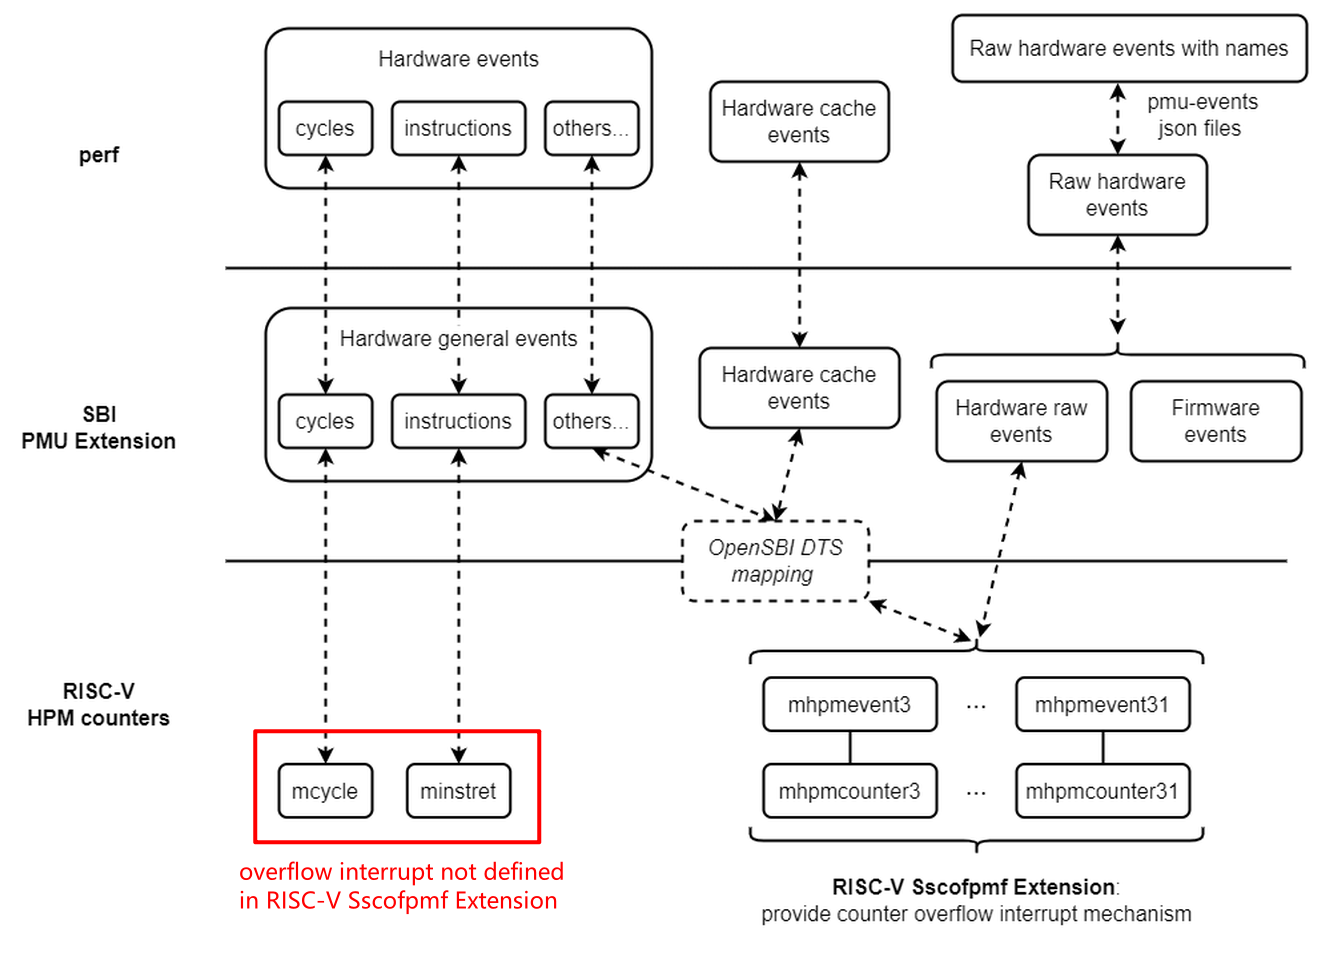 Hardware events
cycles
instructions
others...
Hardware cache
events
Raw hardware events with names
pmu-events
json files
Raw hardware
events
perf
Hardware general events
cycles
instructions
others...
Hardware cache
events
Hardware raw
events
Firmware
events
SBI
PMU Extension
OpenSBI DTS
mapping
RISC-V
HPM counters
mcycle
minstret
overflow interrupt not defined
in RISC-V Sscofpmf Extension
mhpmevent3
...
mhpmevent31
mhpmcounter3
...
mhpmcounter31
RISC-V Sscofpmf Extension:
provide counter overflow interrupt mechanism